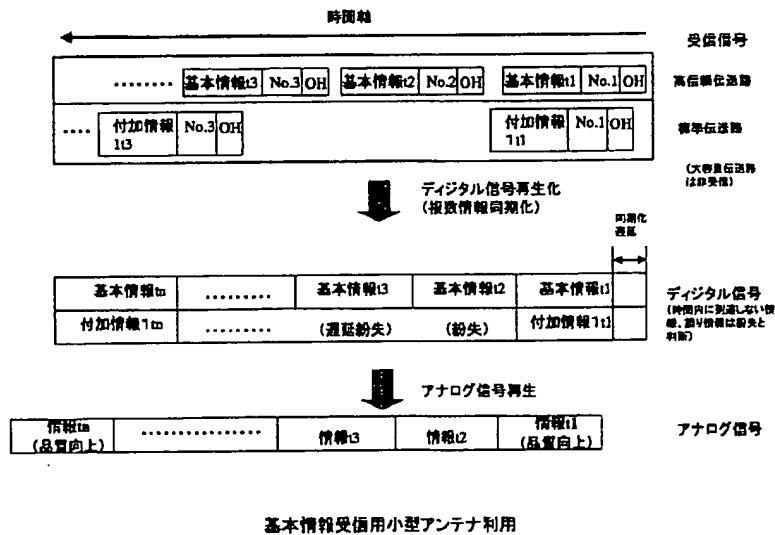 時間軸
受信信号
......... 基本情報t3 No.3 OH 基本情報t2 No.2 OH 基本情報t1 No.1 OH
高信頼伝送路
.... 付加情報1t3 No.3 OH 付加情報1t1 No.1 OH
標準伝送路
(大容量伝送路
は非受信)
ディジタル信号再生化
(複数情報同期化)
同期化
遅延
基本情報tn ......... 基本情報t3 基本情報t2 基本情報t1
付加情報1tn ......... (遅延紛失) (紛失) 付加情報1t1
ディジタル信号
(時間内に到達しない情
報、誤り情報は紛失と
判断)
アナログ信号再生
情報tn
(品質向上)
................ 情報t3 情報t2
情報t1
(品質向上)
アナログ信号
基本情報受信用小型アンテナ利用